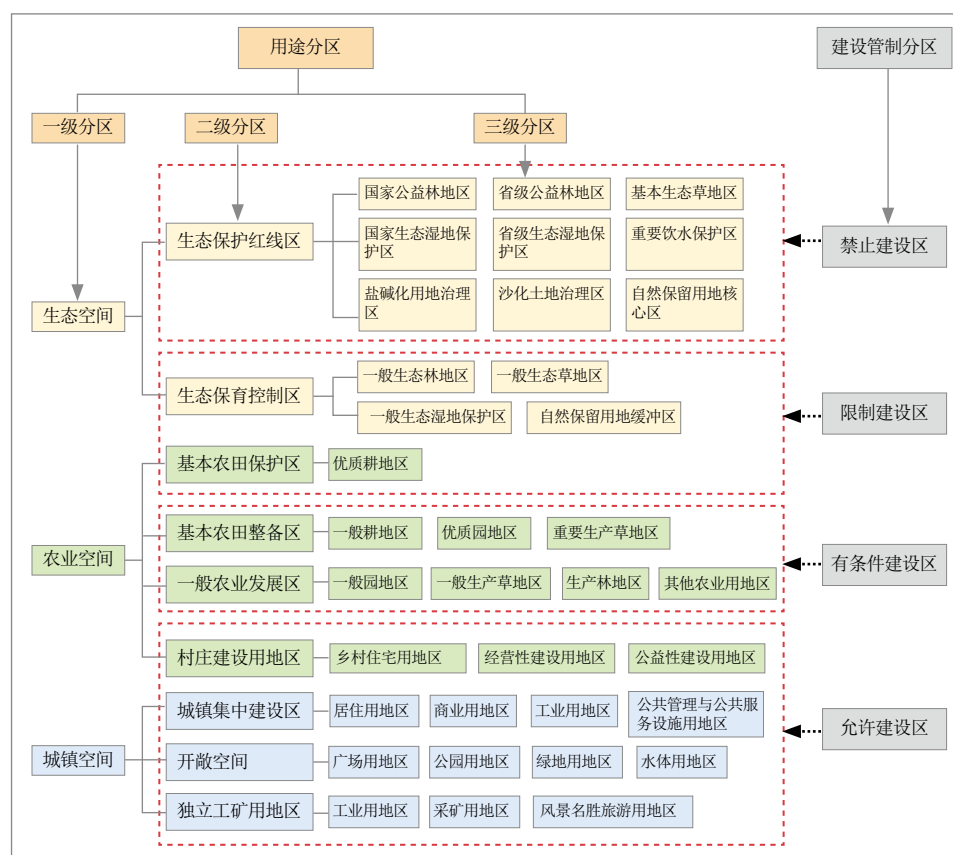 用途分区
建设管制分区
一级分区
二级分区
三级分区
国家公益林地区
省级公益林地区
基本生态草地区
生态保护红线区
国家生态湿地保
护区
省级生态湿地保
护区
重要饮水保护区
禁止建设区
盐碱化用地治理
区
沙化土地治理区
自然保留用地核
心区
生态空间
生态保育控制区
一般生态林地区
一般生态草地区
一般生态湿地保护区
自然保留用地缓冲区
限制建设区
基本农田保护区
优质耕地区
农业空间
基本农田整备区
一般耕地区
优质园地区
重要生产草地区
有条件建设区
一般农业发展区
一般园地区
一般生产草地区
生产林地区
其他农业用地区
村庄建设用地区
乡村住宅用地区
经营性建设用地区
公益性建设用地区
城镇空间
城镇集中建设区
居住用地区
商业用地区
工业用地区
公共管理与公共服
务设施用地区
允许建设区
开敞空间
广场用地区
公园用地区
绿地用地区
水体用地区
独立工矿用地区
工业用地区
采矿用地区
风景名胜旅游用地区